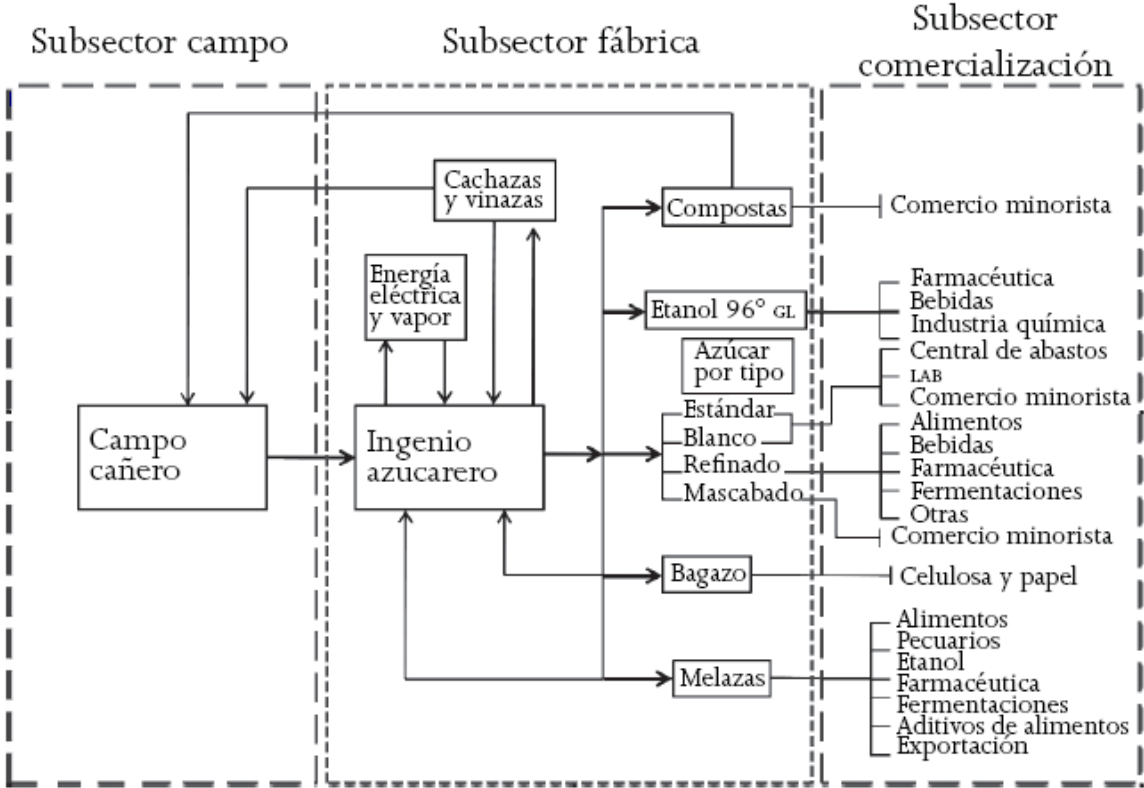 Subsector campo
Subsector fábrica
Subsector
comercialización
Cachazas
y vinazas
Compostas
Comercio minorista
Energía
eléctrica
y vapor
Etanol 96° GL
Farmacéutica
Bebidas
Industria química
Azúcar
por tipo
Central de abastos
LAB
Comercio minorista
Campo
cañero
Ingenio
azucarero
Estándar
Blanco
Refinado
Mascabado
Alimentos
Bebidas
Farmacéutica
Fermentaciones
Otras
Comercio minorista
Bagazo
Celulosa y papel
Melazas
Alimentos
Pecuarios
Etanol
Farmacéutica
Fermentaciones
Aditivos de alimentos
Exportación